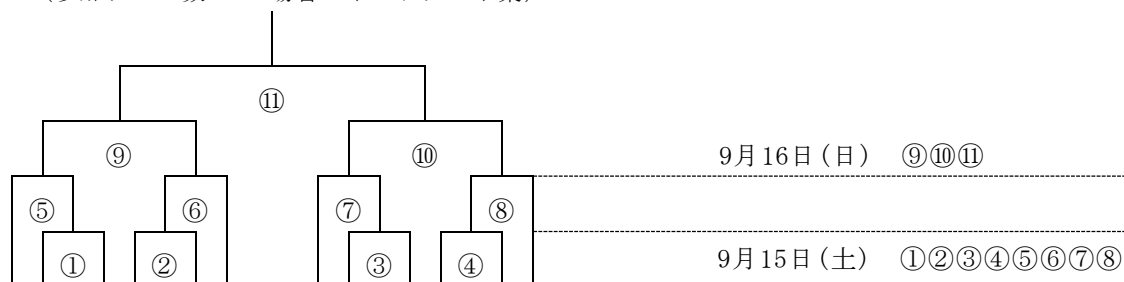 ⑪
⑨ ⑩ 9月16日(日) ⑨⑩⑪
⑤ ⑥ ⑦ ⑧
① ② ③ ④ 9月15日(土) ①②③④⑤⑥⑦⑧